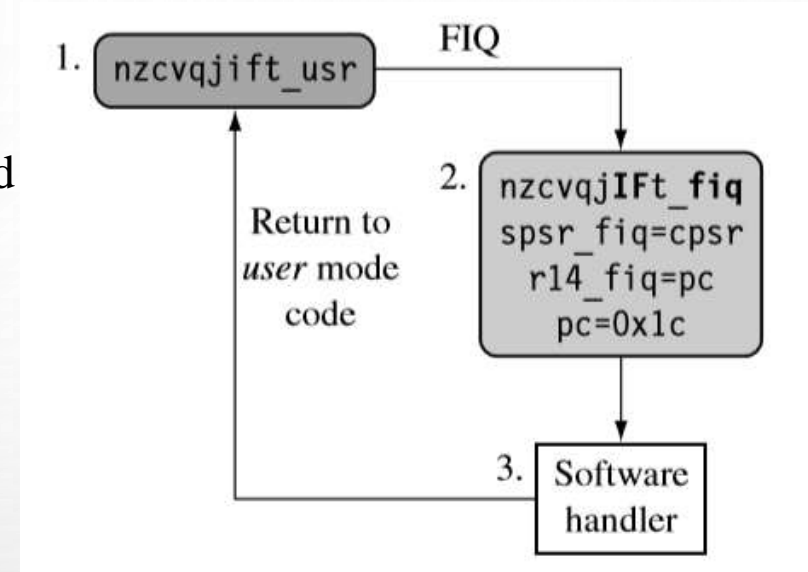 1.
nzcvqjift_usr
FIQ
d
2.
nzcvqjIFt_fiq
spsr_fiq=cpsr
r14_fiq=pc
pc=0x1c
Return to
user mode
code
3.
Software
handler